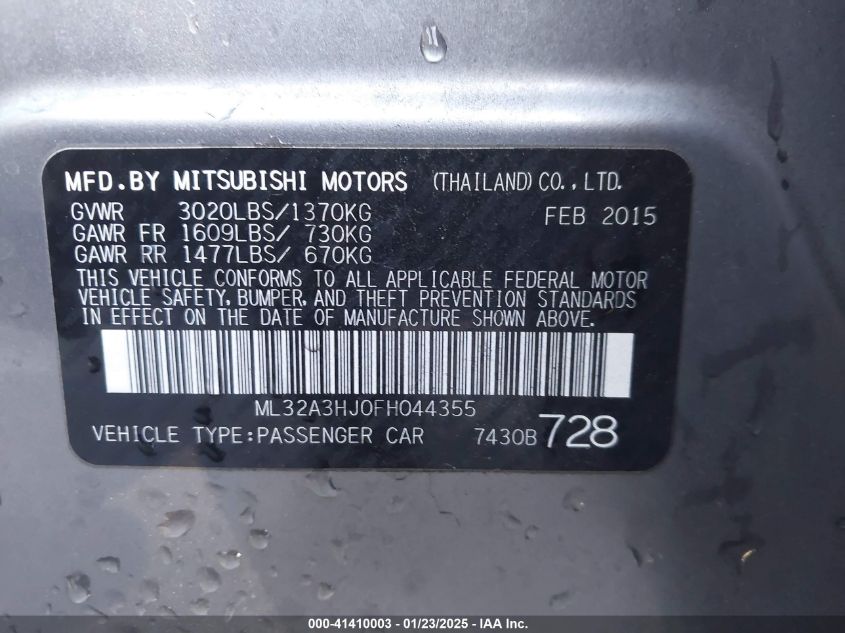 MFD.BY MITSUBISHI MOTORS (THAILAND) CO., LTD.
GVWR 3020LBS/1370KG FEB 2015
GAWR FR 1609LBS/ 730KG
GAWR RR 1477LBS/ 670KG
THIS VEHICLE CONFORMS TO ALL APPLICABLE FEDERAL MOTOR
VEHICLE SAFETY, BUMPER, AND THEFT PREVENTION STANDARDS
IN EFFECT ON THE DATE OF MANUFACTURE SHOWN ABOVE.
ML32A3HJ0FH044355
VEHICLE TYPE:PASSENGER CAR 7430B 728
000-41410003 - 01/23/2025 - IAA Inc.